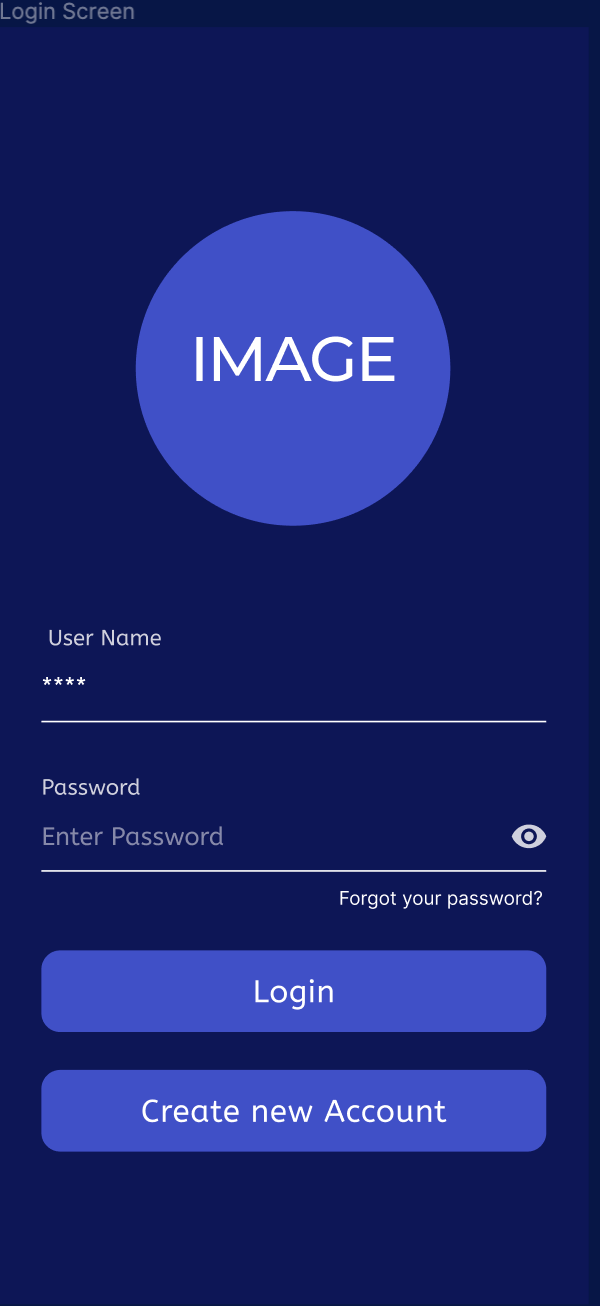 Login Screen
IMAGE
User Name
****
Password
Enter Password
Forgot your password?
Login
Create new Account